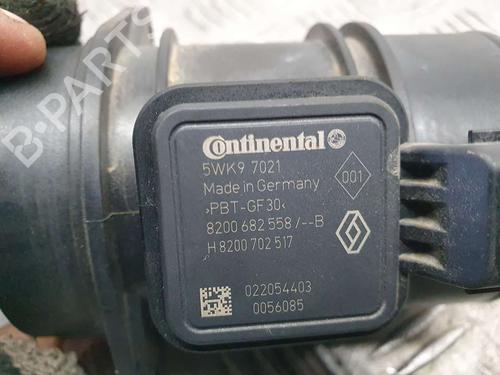 B-PARTS
Continental
5WK9 7021
Made in Germany
001
>PBT-GF30<
8200 682 558 /--B
H 8200 702 517
022054403
0056085